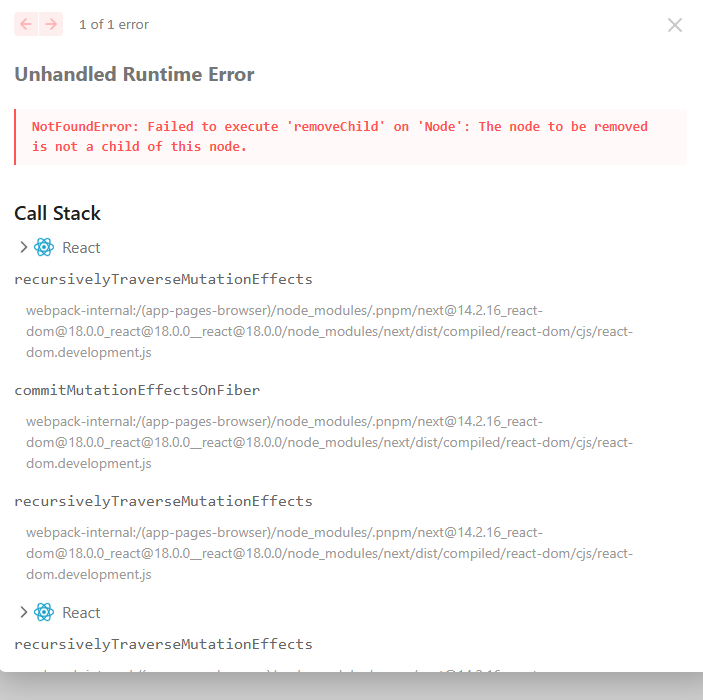 1 of 1 error
Unhandled Runtime Error
NotFoundError: Failed to execute 'removeChild' on 'Node': The node to be removed
is not a child of this node.
Call Stack
React
recursivelyTraverseMutationEffects
webpack-internal:/(app-pages-browser)/node_modules/.pnpm/next@14.2.16_react-
dom@18.0.0_react@18.0.0__react@18.0.0/node_modules/next/dist/compiled/react-dom/cjs/react-
dom.development.js
commitMutationEffectsOnFiber
webpack-internal:/(app-pages-browser)/node_modules/.pnpm/next@14.2.16_react-
dom@18.0.0_react@18.0.0__react@18.0.0/node_modules/next/dist/compiled/react-dom/cjs/react-
dom.development.js
recursivelyTraverseMutationEffects
webpack-internal:/(app-pages-browser)/node_modules/.pnpm/next@14.2.16_react-
dom@18.0.0_react@18.0.0__react@18.0.0/node_modules/next/dist/compiled/react-dom/cjs/react-
dom.development.js
React
recursivelyTraverseMutationEffects